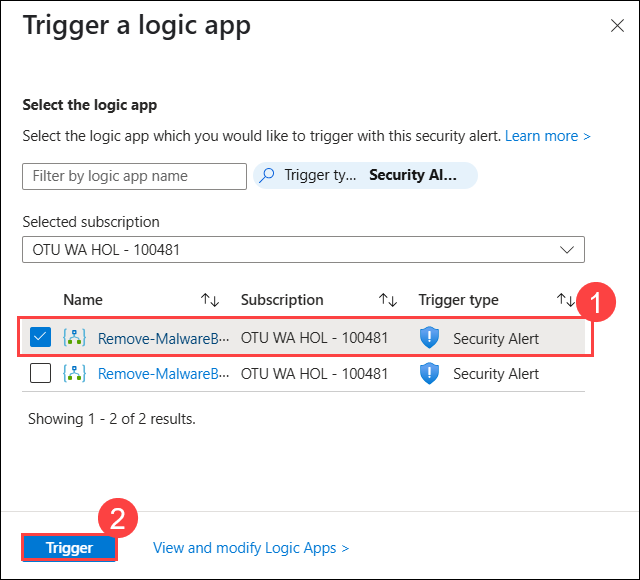 Trigger a logic app
Select the logic app
Select the logic app which you would like to trigger with this security alert. Learn more >
Filter by logic app name
Trigger ty... Security Al...
Selected subscription
OTU WA HOL - 100481
Name Subscription Trigger type
1
Remove-MalwareB... OTU WA HOL - 100481 Security Alert
Remove-MalwareB... OTU WA HOL - 100481 Security Alert
Showing 1 - 2 of 2 results.
2
Trigger View and modify Logic Apps >